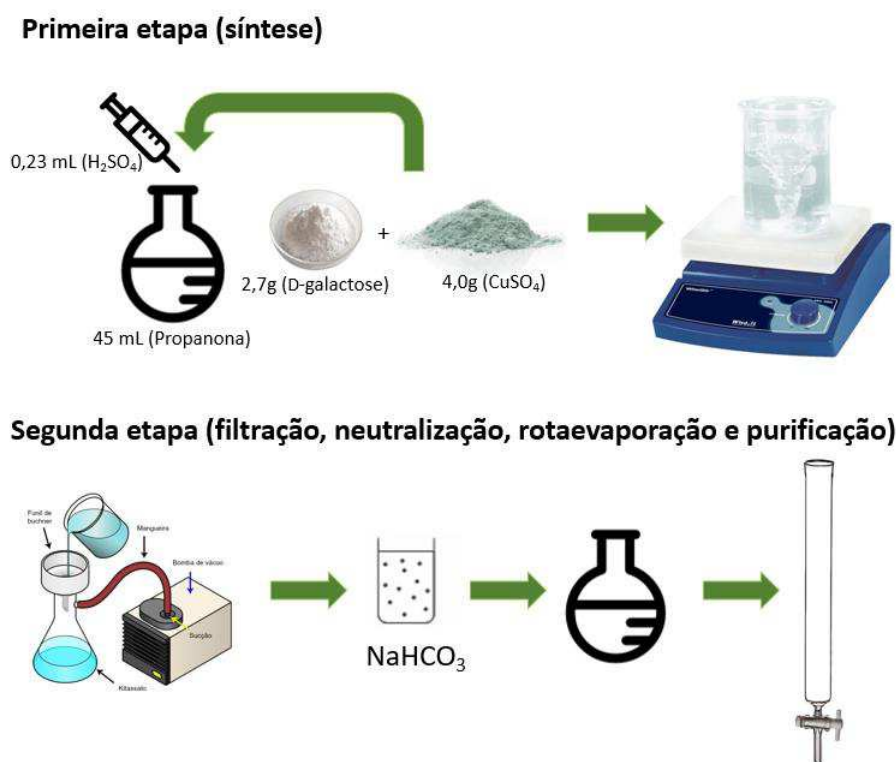 Primeira etapa (síntese)
0,23 mL (H₂SO₄)
+
2,7g (D-galactose)
4,0g (CuSO₄)
45 mL (Propanona)
Segunda etapa (filtração, neutralização, rotaevaporação e purificação)
Funil de
buchner
Mangueira
Bomba de vácuo
Sucção
Kitassato
NaHCO₃